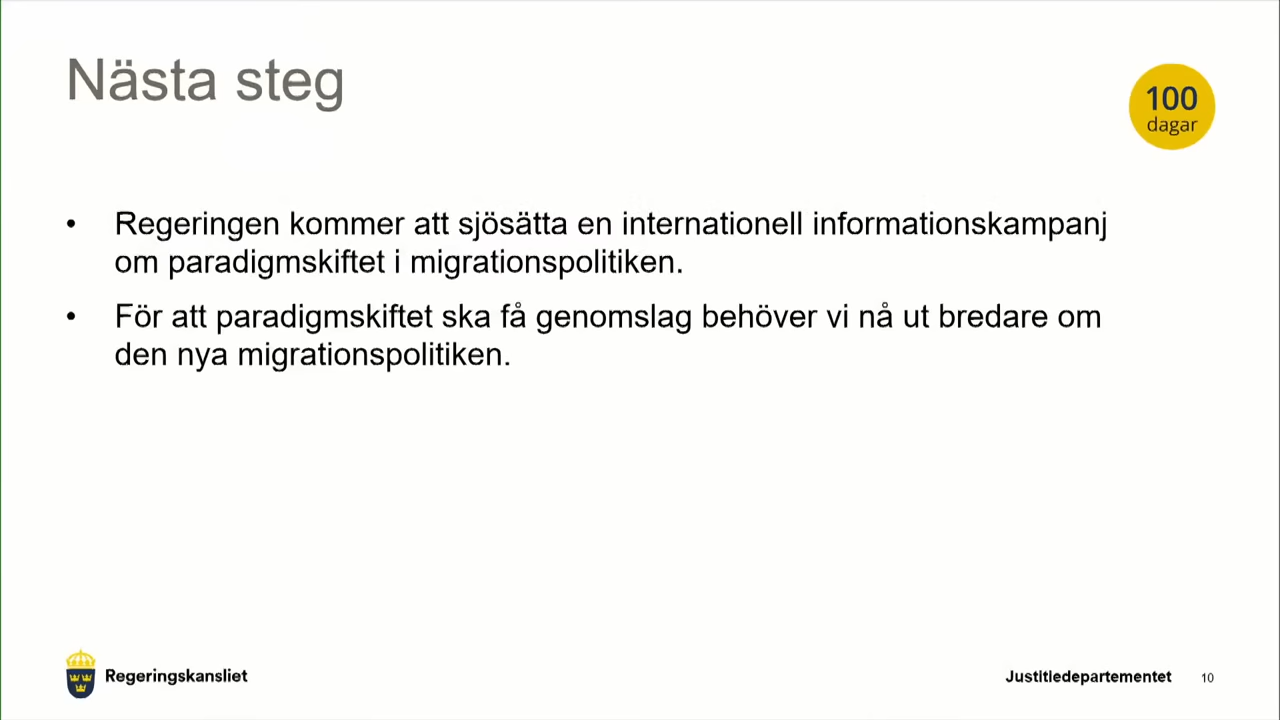 Nästa steg
100
dagar
• Regeringen kommer att sjösätta en internationell informationskampanj
om paradigmskiftet i migrationspolitiken.
• För att paradigmskiftet ska få genomslag behöver vi nå ut bredare om
den nya migrationspolitiken.
Regeringskansliet
Justitiedepartementet 10